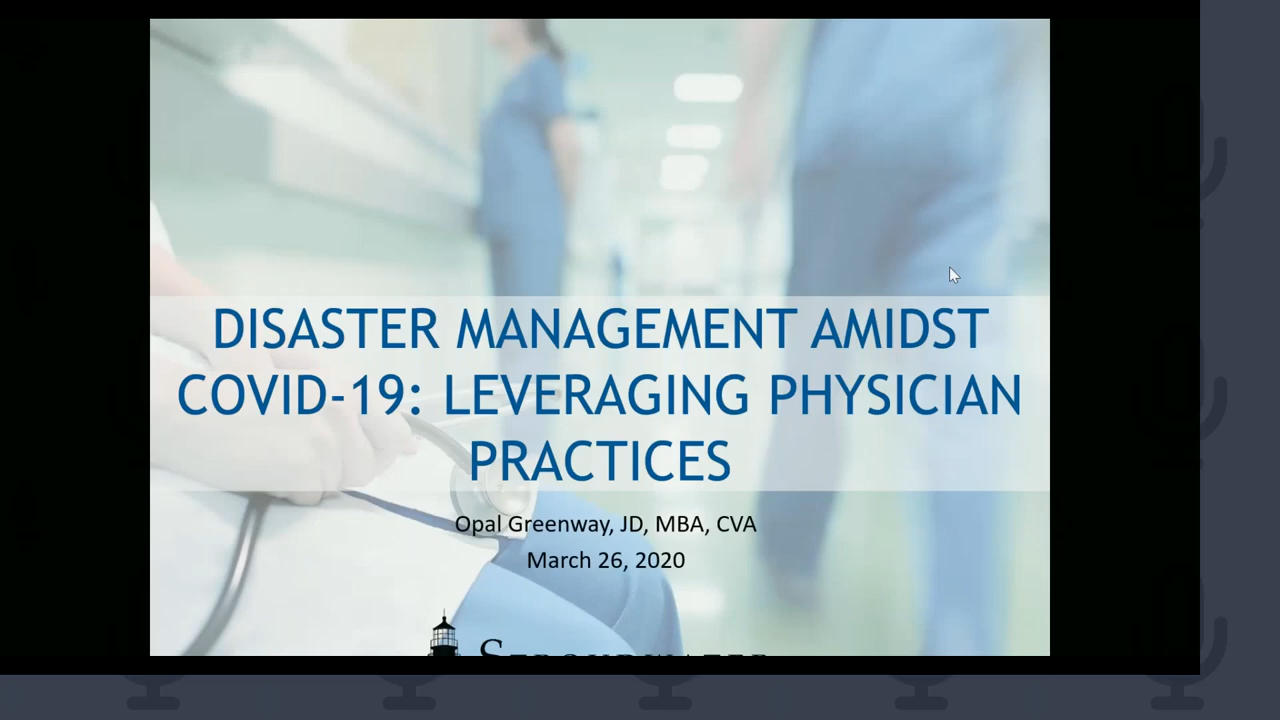 DISASTER MANAGEMENT AMIDST
COVID-19: LEVERAGING PHYSICIAN
PRACTICES
Opal Greenway, JD, MBA, CVA
March 26, 2020